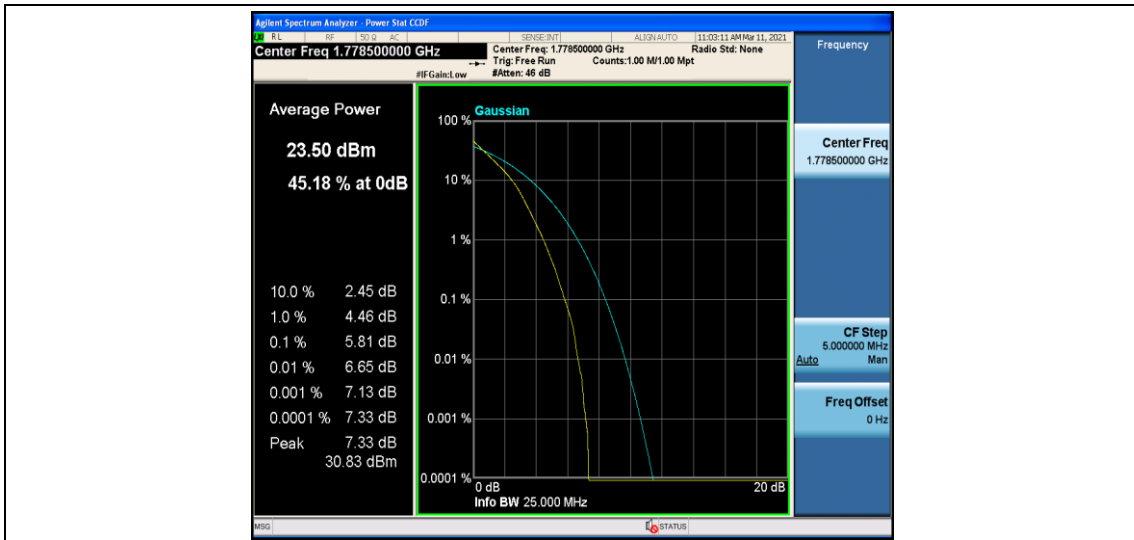 Agilent Spectrum Analyzer - Power Stat CCDF
LXI RL RF 50 Ω AC SENSE:INT ALIGNAUTO 11:03:11 AM Mar 11, 2021
Center Freq 1.778500000 GHz
Center Freq: 1.778500000 GHz Radio Std: None
Trig: Free Run Counts:1.00 M/1.00 Mpt
#IFGain:Low #Atten: 46 dB
Frequency
Average Power
23.50 dBm
45.18 % at 0dB
10.0 % 2.45 dB
1.0 % 4.46 dB
0.1 % 5.81 dB
0.01 % 6.65 dB
0.001 % 7.13 dB
0.0001 % 7.33 dB
Peak 7.33 dB
30.83 dBm
Gaussian
100 %
10 %
1 %
0.1 %
0.01 %
0.001 %
0.0001 %
0 dB 20 dB
Info BW 25.000 MHz
Center Freq
1.778500000 GHz
CF Step
5.000000 MHz
Auto Man
Freq Offset
0 Hz
MSG STATUS